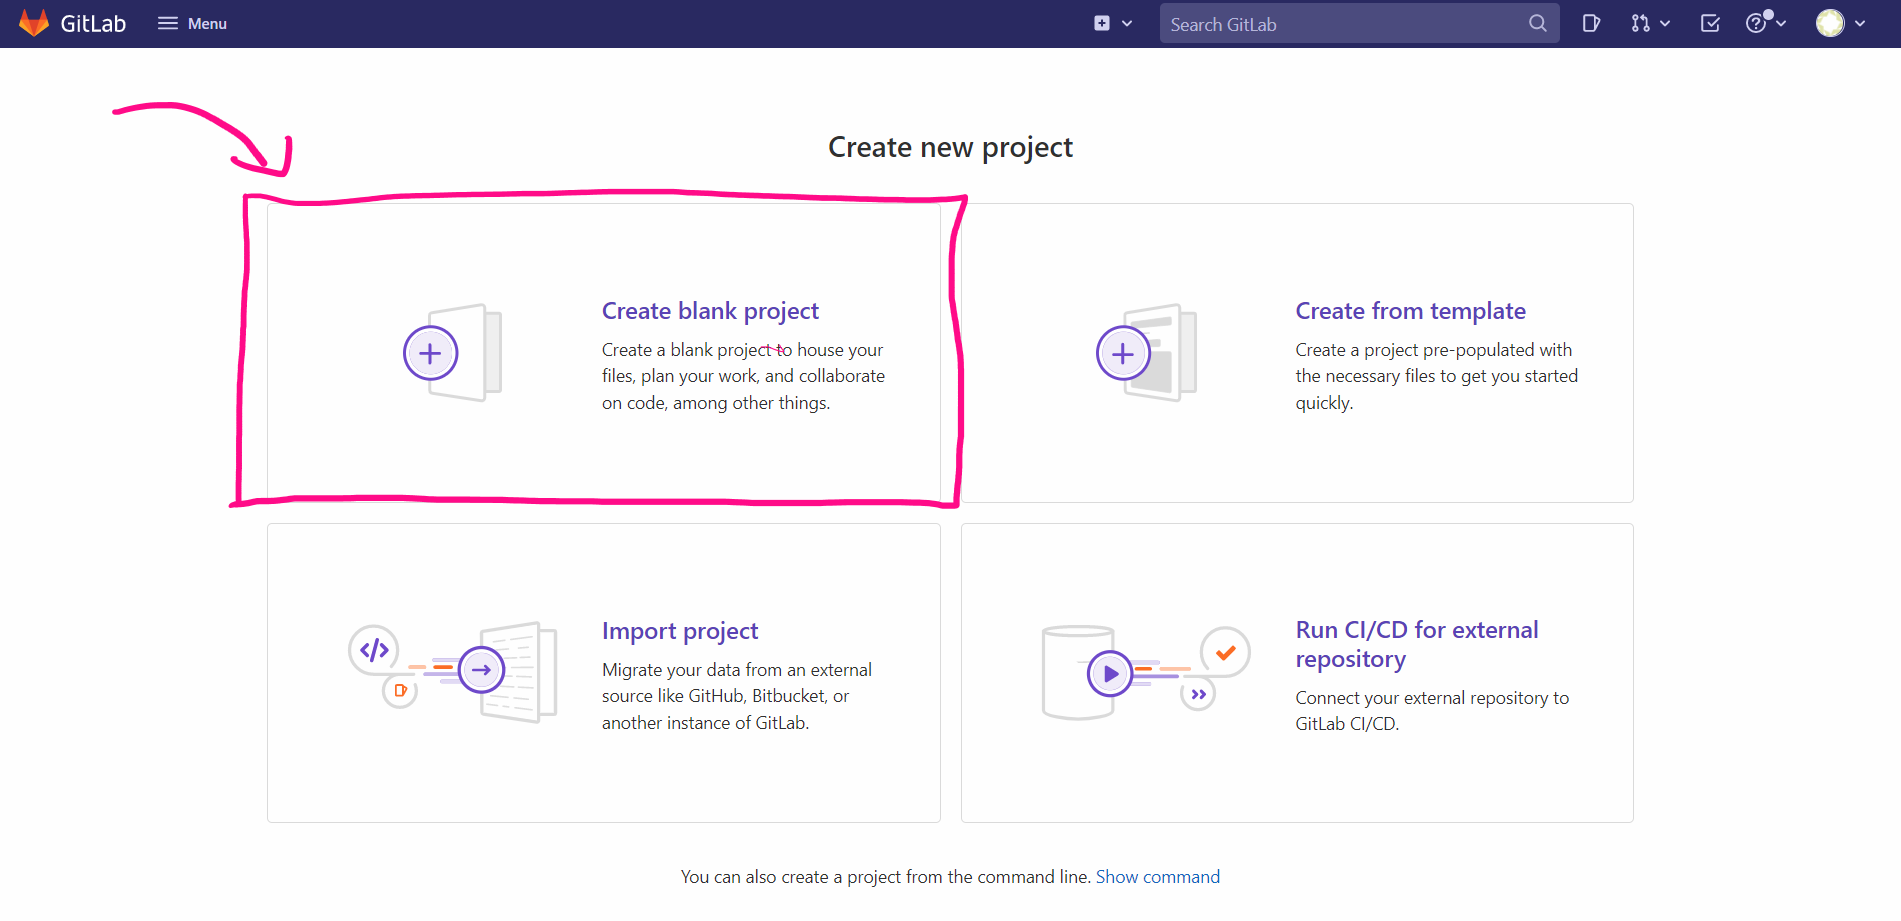 GitLab
Menu
Search GitLab
Create new project
Create blank project
Create a blank project to house your
files, plan your work, and collaborate
on code, among other things.
Create from template
Create a project pre-populated with
the necessary files to get you started
quickly.
Import project
Migrate your data from an external
source like GitHub, Bitbucket, or
another instance of GitLab.
Run CI/CD for external
repository
Connect your external repository to
GitLab CI/CD.
You can also create a project from the command line. Show command